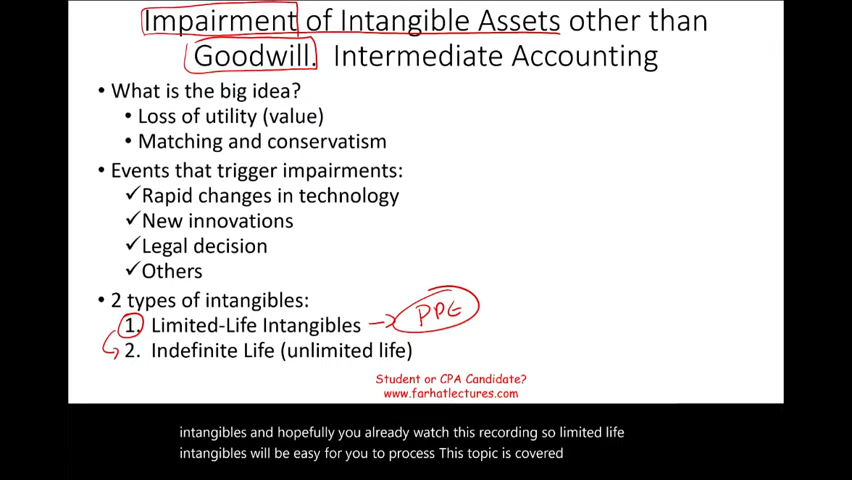 Impairment of Intangible Assets other than
Goodwill. Intermediate Accounting
• What is the big idea?
• Loss of utility (value)
• Matching and conservatism
• Events that trigger impairments:
✓Rapid changes in technology
✓New innovations
✓Legal decision
✓Others
• 2 types of intangibles:
1. Limited-Life Intangibles → PPE
2. Indefinite Life (unlimited life)
Student or CPA Candidate?
www.farhatlectures.com
intangibles and hopefully you already watch this recording so limited life
intangibles will be easy for you to process This topic is covered